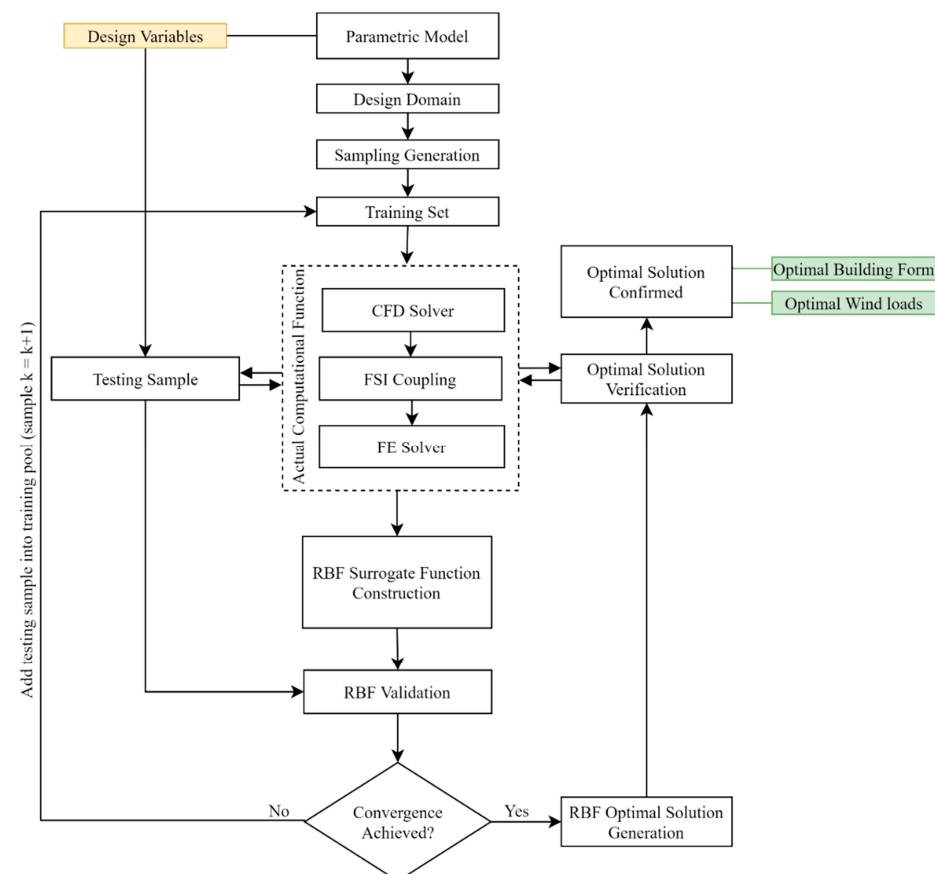 Design Variables
Parametric Model
Design Domain
Sampling Generation
Training Set
Actual Computational Function
CFD Solver
FSI Coupling
FE Solver
Testing Sample
Optimal Solution
Confirmed
Optimal Building Form
Optimal Wind loads
Optimal Solution
Verification
Add testing sample into training pool (sample k = k+1)
RBF Surrogate Function
Construction
RBF Validation
Convergence
Achieved?
No
Yes
RBF Optimal Solution
Generation